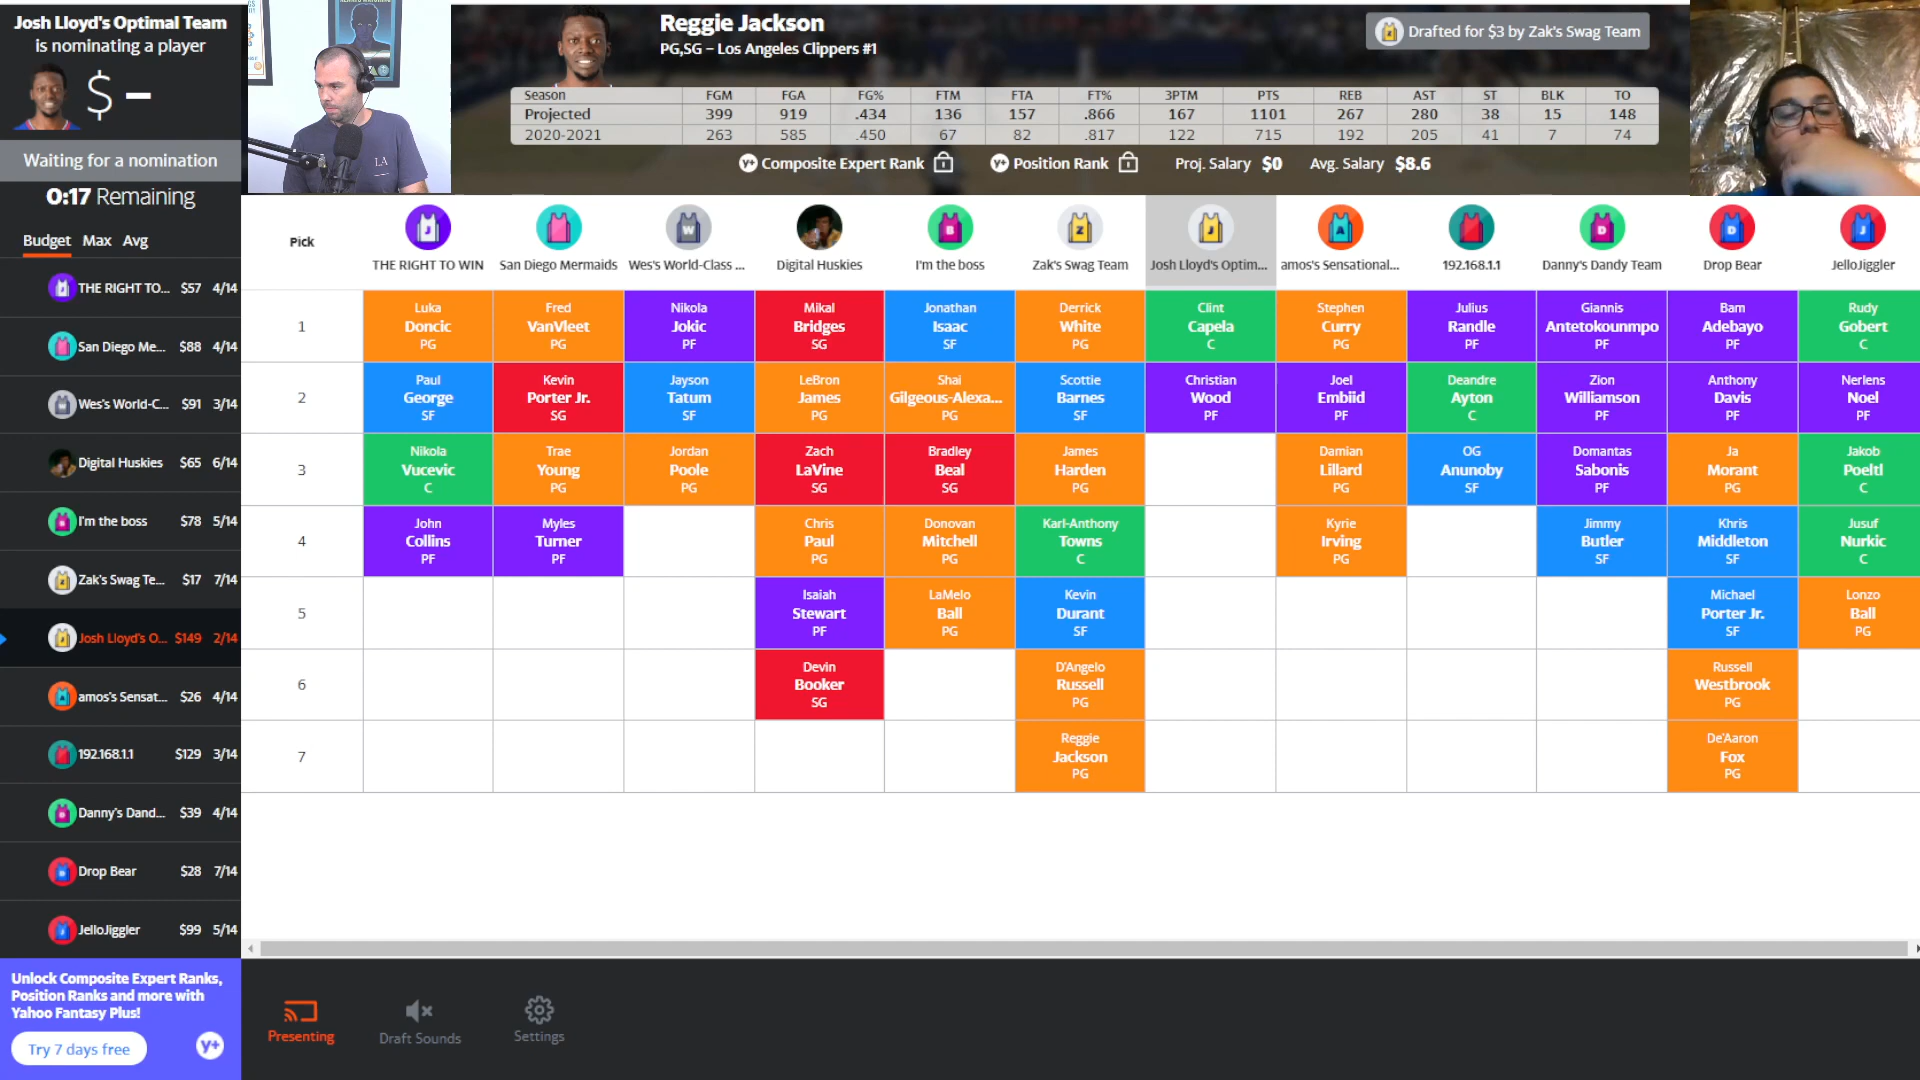 Josh Lloyd's Optimal Team
is nominating a player
$ –
Waiting for a nomination
0:17 Remaining
Budget Max Avg
THE RIGHT TO... $57 4/14
San Diego Me... $88 4/14
Wes's World-C... $91 3/14
Digital Huskies $65 6/14
I'm the boss $78 5/14
Zak's Swag Te... $17 7/14
Josh Lloyd's O... $149 2/14
amos's Sensat... $26 4/14
192.168.1.1 $129 3/14
Danny's Dand... $39 4/14
Drop Bear $28 7/14
JelloJiggler $99 5/14
Unlock Composite Expert Ranks,
Position Ranks and more with
Yahoo Fantasy Plus!
Try 7 days free
y+
LA
Reggie Jackson
PG,SG – Los Angeles Clippers #1
Drafted for $3 by Zak's Swag Team
Season FGM FGA FG% FTM FTA FT% 3PTM PTS REB AST ST BLK TO
Projected 399 919 .434 136 157 .866 167 1101 267 280 38 15 148
2020-2021 263 585 .450 67 82 .817 122 715 192 205 41 7 74
y+ Composite Expert Rank y+ Position Rank Proj. Salary $0 Avg. Salary $8.6
Pick
J Z W B Z J A D D J
THE RIGHT TO WIN San Diego Mermaids Wes's World-Class ... Digital Huskies I'm the boss Zak's Swag Team Josh Lloyd's Optim... amos's Sensational... 192.168.1.1 Danny's Dandy Team Drop Bear JelloJiggler
1
Luka Fred Nikola Mikal Jonathan Derrick Clint Stephen Julius Giannis Bam Rudy
Doncic VanVleet Jokic Bridges Isaac White Capela Curry Randle Antetokounmpo Adebayo Gobert
PG PG PF SG SF PG C PG PF PF PF C
2
Paul Kevin Jayson LeBron Shai Scottie Christian Joel Deandre Zion Anthony Nerlens
George Porter Jr. Tatum James Gilgeous-Alexa... Barnes Wood Embiid Ayton Williamson Davis Noel
SF SG SF PG PG SF PF PF C PF PF PF
3
Nikola Trae Jordan Zach Bradley James Damian OG Domantas Ja Jakob
Vucevic Young Poole LaVine Beal Harden Lillard Anunoby Sabonis Morant Poeltl
C PG PG SG SG PG PG SF PF PG C
4
John Myles Chris Donovan Karl-Anthony Kyrie Jimmy Khris Jusuf
Collins Turner Paul Mitchell Towns Irving Butler Middleton Nurkic
PF PF PG PG C PG SF SF C
5
Isaiah LaMelo Kevin Michael Lonzo
Stewart Ball Durant Porter Jr. Ball
PF PG SF SF PG
6
Devin D'Angelo Russell
Booker Russell Westbrook
SG PG PG
7
Reggie De'Aaron
Jackson Fox
PG PG
Presenting Draft Sounds Settings